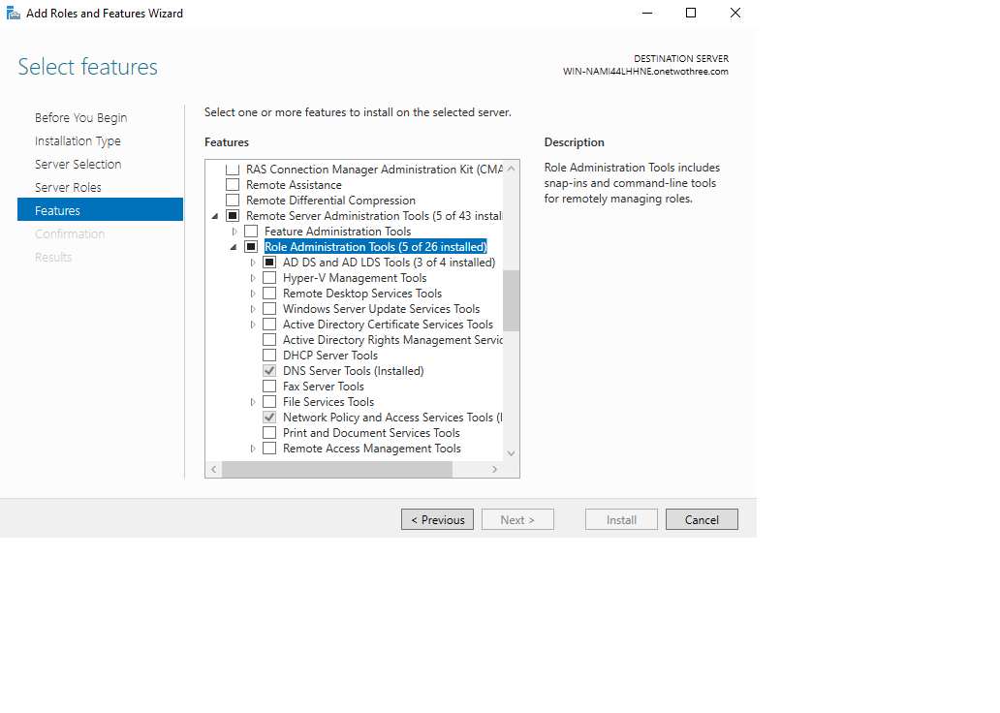 Add Roles and Features Wizard
Select features
DESTINATION SERVER
WIN-NAMI44LHHNE.onetwothree.com
Before You Begin
Installation Type
Server Selection
Server Roles
Features
Confirmation
Results
Select one or more features to install on the selected server.
Features
RAS Connection Manager Administration Kit (CMA
Remote Assistance
Remote Differential Compression
Remote Server Administration Tools (5 of 43 instal
Feature Administration Tools
Role Administration Tools (5 of 26 installed)
AD DS and AD LDS Tools (3 of 4 installed)
Hyper-V Management Tools
Remote Desktop Services Tools
Windows Server Update Services Tools
Active Directory Certificate Services Tools
Active Directory Rights Management Servic
DHCP Server Tools
DNS Server Tools (Installed)
Fax Server Tools
File Services Tools
Network Policy and Access Services Tools (I
Print and Document Services Tools
Remote Access Management Tools
Description
Role Administration Tools includes
snap-ins and command-line tools
for remotely managing roles.
< Previous
Next >
Install
Cancel